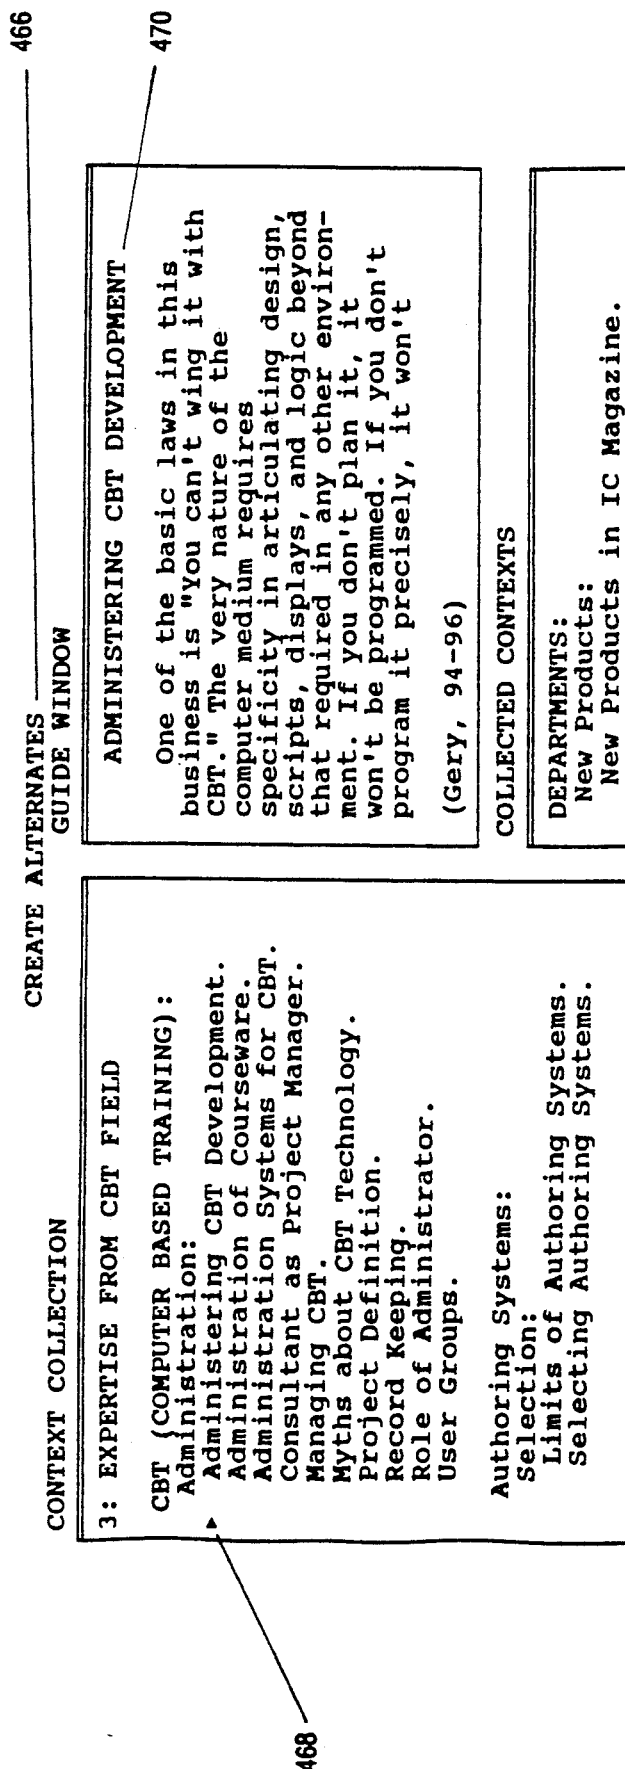 466
CREATE ALTERNATES
CONTEXT COLLECTION
3: EXPERTISE FROM CBT FIELD
CBT (COMPUTER BASED TRAINING):
Administration:
Administering CBT Development.
Administration of Courseware.
Administration Systems for CBT.
Consultant as Project Manager.
Managing CBT.
Myths about CBT Technology.
Project Definition.
Record Keeping.
Role of Administrator.
User Groups.
Authoring Systems:
Selection:
Limits of Authoring Systems.
Selecting Authoring Systems.
468
GUIDE WINDOW
470
ADMINISTERING CBT DEVELOPMENT
One of the basic laws in this
business is "You can't wing it with
CBT." The very nature of the
computer medium requires
specificity in articulating design,
scripts, displays, and logic beyond
that required in any other environ-
ment. If you don't plan it, it
won't be programmed. If you don't
program it precisely, it won't
(Gery, 94-96)
COLLECTED CONTEXTS
DEPARTMENTS:
New Products:
New Products in IC Magazine.